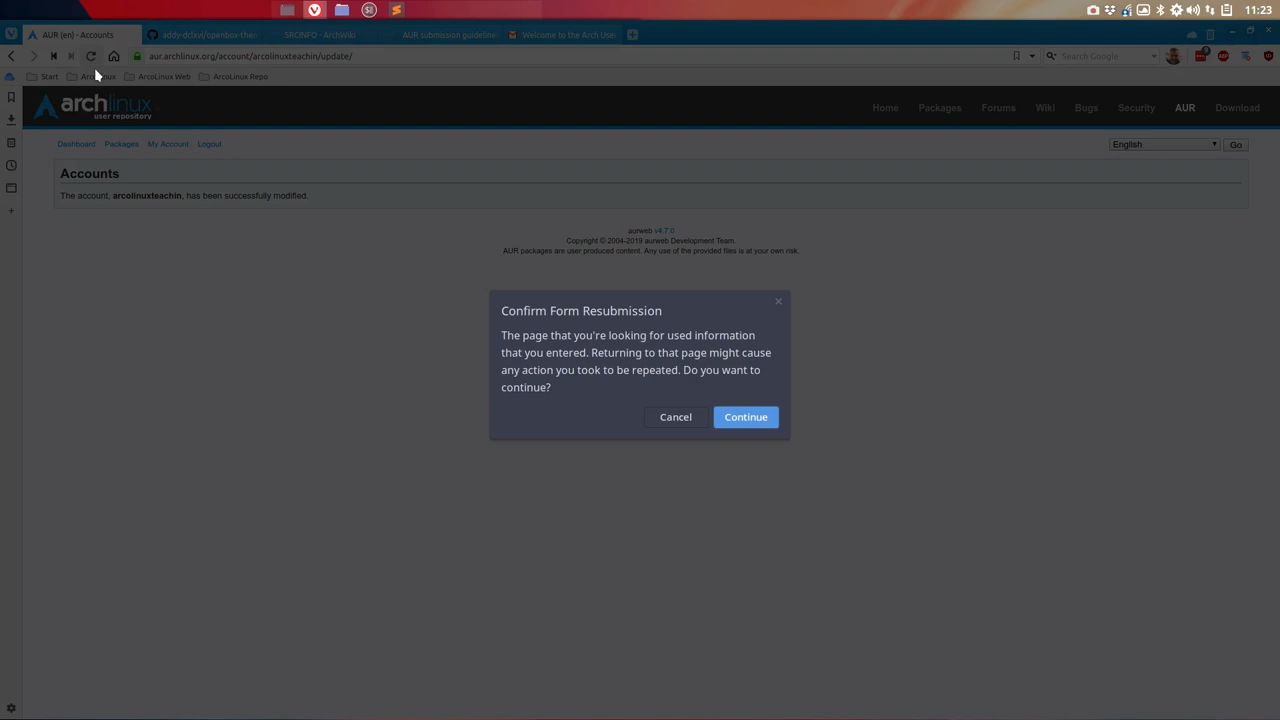 11:23
AUR (en) - Accounts
addy-dclxvi/openbox-the
.SRCINFO - ArchWiki
AUR submission guideline
Welcome to the Arch Use
aur.archlinux.org/account/arcolinuxteachin/update/
Search Google
Start
ArcoLinux Web
ArcoLinux Repo
archlinux
user repository
Home
Packages
Forums
Wiki
Bugs
Security
AUR
Download
Dashboard
Packages
My Account
Logout
English
Go
Accounts
The account, arcolinuxteachin, has been successfully modified.
aurweb v4.7.0
Copyright © 2004-2019 aurweb Development Team.
AUR packages are user produced content. Any use of the provided files is at your own risk.
Confirm Form Resubmission
The page that you're looking for used information
that you entered. Returning to that page might cause
any action you took to be repeated. Do you want to
continue?
Cancel
Continue